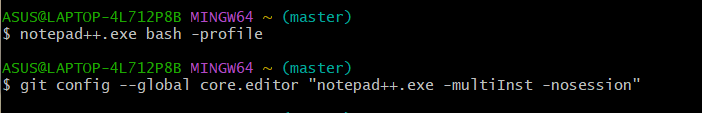 ASUS@LAPTOP-4L712P8B MINGW64 ~ (master)
$ notepad++.exe bash -profile
ASUS@LAPTOP-4L712P8B MINGW64 ~ (master)
$ git config --global core.editor "notepad++.exe -multiInst -nosession"